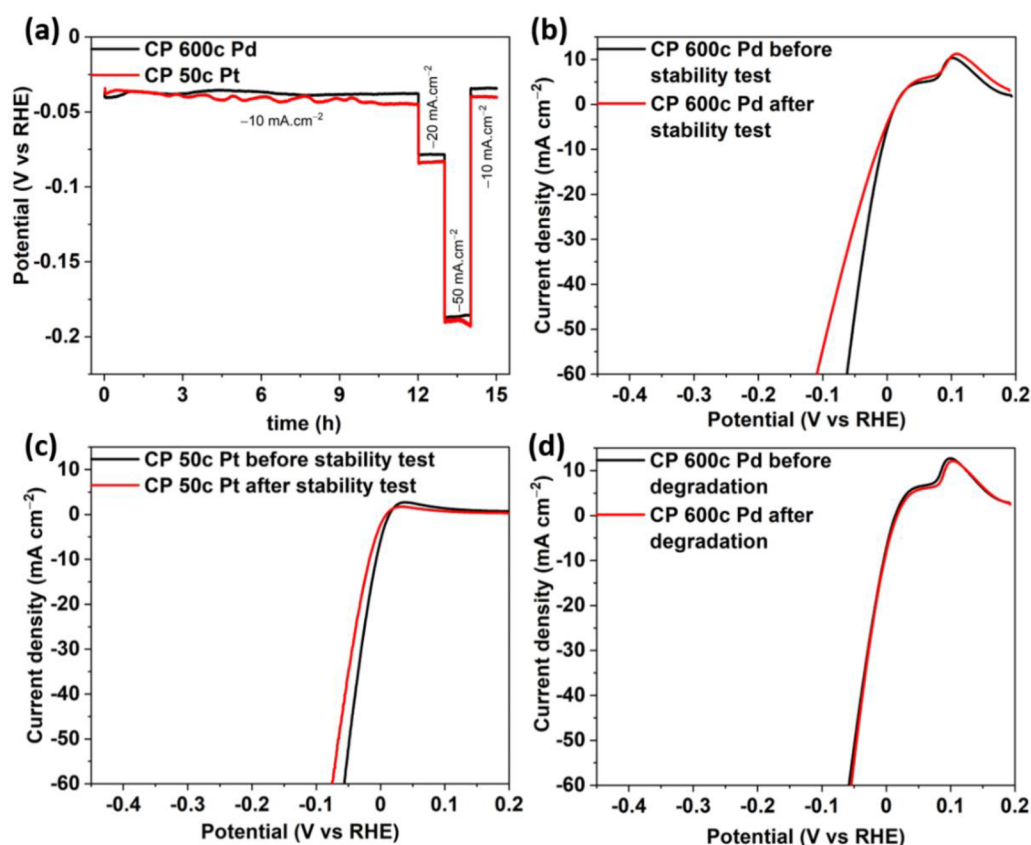 (a)
0
CP 600c Pd
CP 50c Pt
-0.05
−10 mA.cm−2
−20 mA.cm−2
−10 mA.cm−2
-0.1
-0.15
−50 mA.cm−2
-0.2
Potential (V vs RHE)
0 3 6 9 12 15
time (h)
(b)
CP 600c Pd before
stability test
CP 600c Pd after
stability test
10
0
-10
-20
-30
-40
-50
-60
Current density (mA cm−2)
-0.4 -0.3 -0.2 -0.1 0 0.1 0.2
Potential (V vs RHE)
(c)
CP 50c Pt before stability test
CP 50c Pt after stability test
10
0
-10
-20
-30
-40
-50
-60
Current density (mA cm−2)
-0.4 -0.3 -0.2 -0.1 0 0.1 0.2
Potential (V vs RHE)
(d)
CP 600c Pd before
degradation
CP 600c Pd after
degradation
10
0
-10
-20
-30
-40
-50
-60
Current density (mA cm−2)
-0.4 -0.3 -0.2 -0.1 0 0.1 0.2
Potential (V vs RHE)